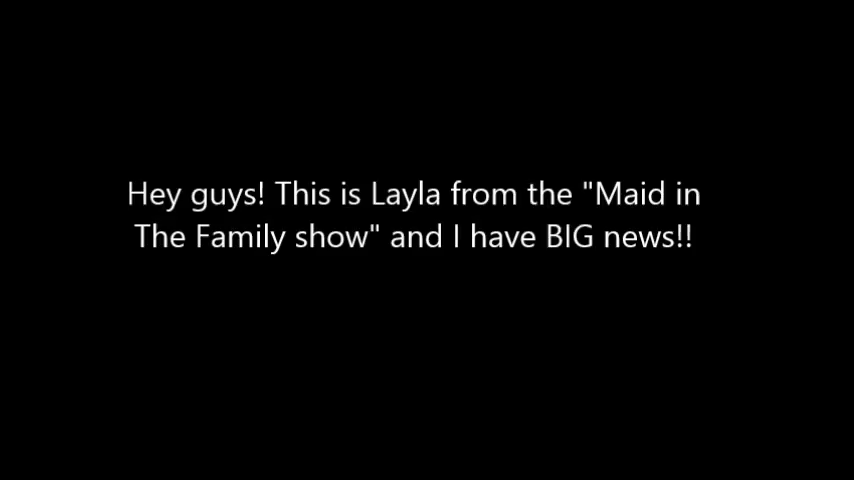 Hey guys! This is Layla from the "Maid in
The Family show" and I have BIG news!!